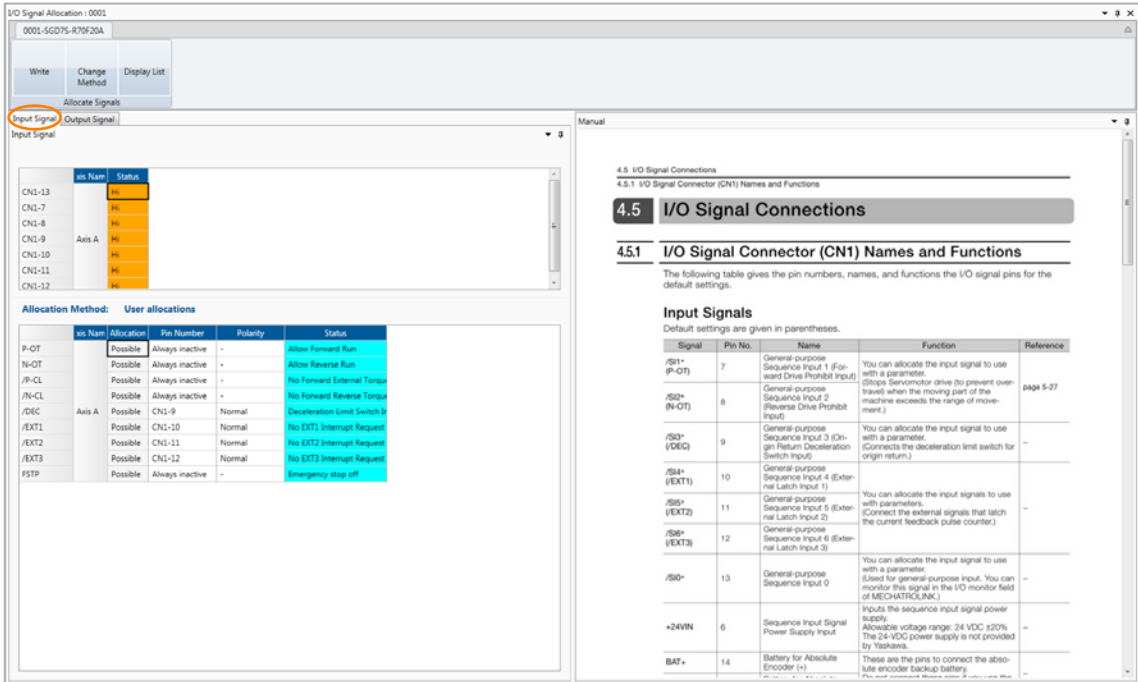 I/O Signal Allocation : 0001
0001-SGD7S-R70F20A
Write
Change Method
Display List
Allocate Signals
Input Signal
Output Signal
Input Signal
xis Nam Status
CN1-13 Hi
CN1-7 Hi
CN1-8 Hi
CN1-9 Axis A Hi
CN1-10 Hi
CN1-11 Hi
CN1-12 Hi
Allocation Method: User allocations
xis Nam Allocation Pin Number Polarity Status
P-OT Possible Always inactive - Allow Forward Run
N-OT Possible Always inactive - Allow Reverse Run
/P-CL Possible Always inactive - No Forward External Torqu
/N-CL Possible Always inactive - No Forward Reverse Torqu
/DEC Axis A Possible CN1-9 Normal Deceleration Limit Switch Ir
/EXT1 Possible CN1-10 Normal No EXT1 Interrupt Request
/EXT2 Possible CN1-11 Normal No EXT2 Interrupt Request
/EXT3 Possible CN1-12 Normal No EXT3 Interrupt Request
FSTP Possible Always inactive - Emergency stop off
Manual
4.5 I/O Signal Connections
4.5.1 I/O Signal Connector (CN1) Names and Functions
4.5 I/O Signal Connections
4.5.1 I/O Signal Connector (CN1) Names and Functions
The following table gives the pin numbers, names, and functions the I/O signal pins for the
default settings.
Input Signals
Default settings are given in parentheses.
Signal Pin No. Name Function Reference
/SI1*
(P-OT)
7
General-purpose
Sequence Input 1 (For-
ward Drive Prohibit Input)
You can allocate the input signal to use
with a parameter.
(Stops Servomotor drive (to prevent over-
travel) when the moving part of the
machine exceeds the range of move-
ment.)
page 5-27
/SI2*
(N-OT)
8
General-purpose
Sequence Input 2
(Reverse Drive Prohibit
Input)
/SI3*
(/DEC)
9
General-purpose
Sequence Input 3 (Ori-
gin Return Deceleration
Switch Input)
You can allocate the input signal to use
with a parameter.
(Connects the deceleration limit switch for
origin return.)
–
/SI4*
(/EXT1)
10
General-purpose
Sequence Input 4 (Exter-
nal Latch Input 1)
You can allocate the input signals to use
with parameters.
(Connect the external signals that latch
the current feedback pulse counter.)
–
/SI5*
(/EXT2)
11
General-purpose
Sequence Input 5 (Exter-
nal Latch Input 2)
/SI6*
(/EXT3)
12
General-purpose
Sequence Input 6 (Exter-
nal Latch Input 3)
/SI0*
13
General-purpose
Sequence Input 0
You can allocate the input signal to use
with a parameter.
(Used for general-purpose input. You can
monitor this signal in the I/O monitor field
of MECHATROLINK.)
–
+24VIN
6
Sequence Input Signal
Power Supply Input
Inputs the sequence input signal power
supply.
Allowable voltage range: 24 VDC ±20%
The 24-VDC power supply is not provided
by Yaskawa.
–
BAT+
14
Battery for Absolute
Encoder (+)
These are the pins to connect the abso-
lute encoder backup battery.